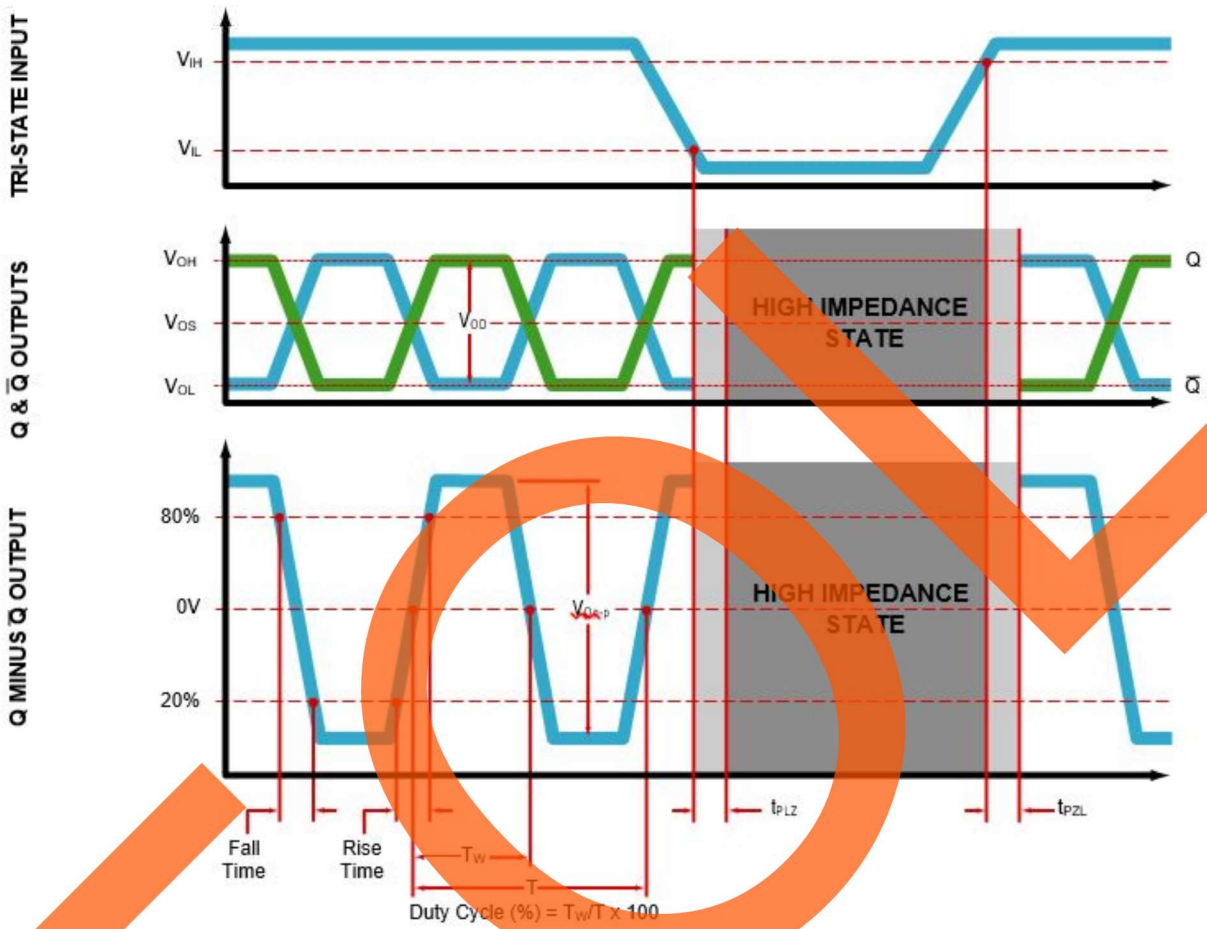 TRI-STATE INPUT
VIH
VIL
Q & Q̅ OUTPUTS
VOH
VOS
VOL
VOD
HIGH IMPEDANCE
STATE
Q
Q̅
Q MINUS Q̅ OUTPUT
80%
0V
20%
HIGH IMPEDANCE
STATE
Fall
Time
Rise
Time
TW
T
tPLZ
tPZL
Duty Cycle (%) = TW/T x 100